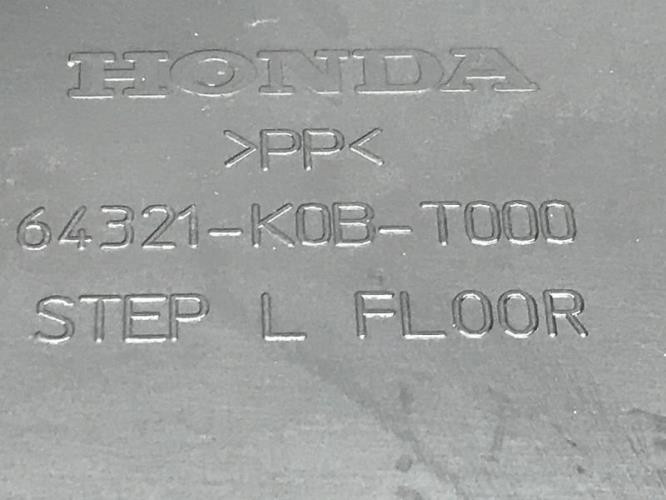 HONDA
>PP<
64321-K0B-T000
STEP L FLOOR